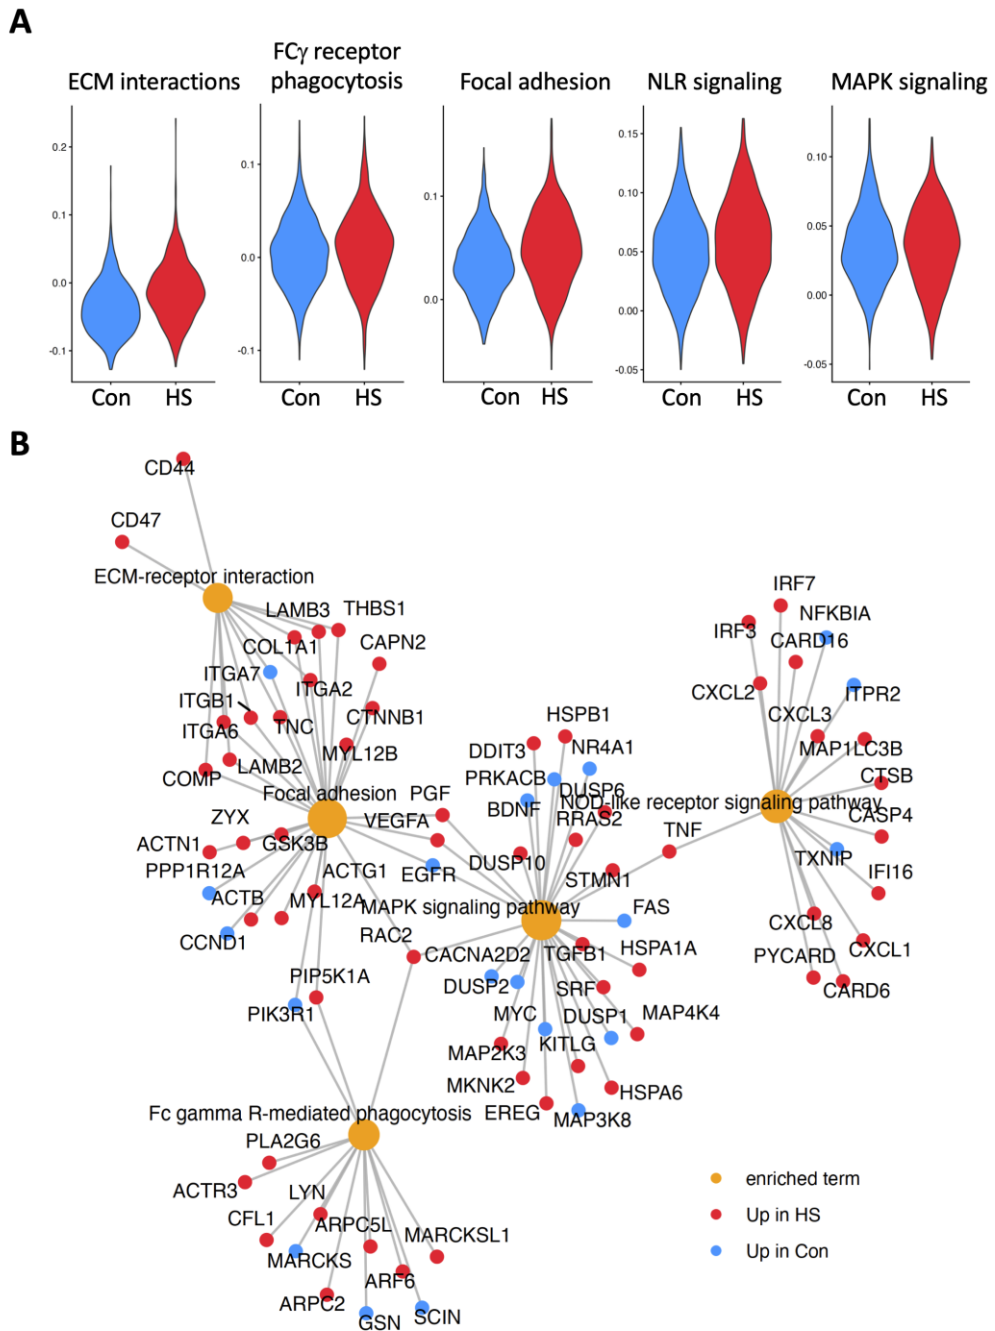 A
ECM interactions
FCγ receptor
phagocytosis
Focal adhesion
NLR signaling
MAPK signaling
0.2
0.1
0.0
-0.1
0.1
0.0
-0.1
0.1
0.0
0.15
0.10
0.05
0.00
-0.05
0.10
0.05
0.00
-0.05
Con HS
Con HS
Con HS
Con HS
Con HS
B
CD44
CD47
ECM-receptor interaction
LAMB3
THBS1
COL1A1
CAPN2
ITGA7
ITGA2
ITGB1
TNC
CTNNB1
ITGA6
MYL12B
LAMB2
COMP
Focal adhesion
PGF
ZYX
VEGFA
ACTN1
GSK3B
PPP1R12A
ACTG1
EGFR
ACTB
MYL12A
MAPK signaling pathway
CCND1
RAC2
PIP5K1A
PIK3R1
HSPB1
DDIT3
NR4A1
PRKACB
DUSP6
BDNF
NOD-like receptor signaling pathway
RRAS2
TNF
DUSP10
STMN1
FAS
CACNA2D2
TGFB1
HSPA1A
DUSP2
SRF
MYC
DUSP1
MAP4K4
KITLG
MAP2K3
MKNK2
HSPA6
EREG
MAP3K8
IRF7
NFKBIA
IRF3
CARD16
CXCL2
ITPR2
CXCL3
MAP1LC3B
CTSB
CASP4
TXNIP
IFI16
CXCL8
PYCARD
CXCL1
CARD6
Fc gamma R-mediated phagocytosis
PLA2G6
ACTR3
LYN
CFL1
ARPC5L
MARCKSL1
MARCKS
ARF6
ARPC2
GSN
SCIN
enriched term
Up in HS
Up in Con